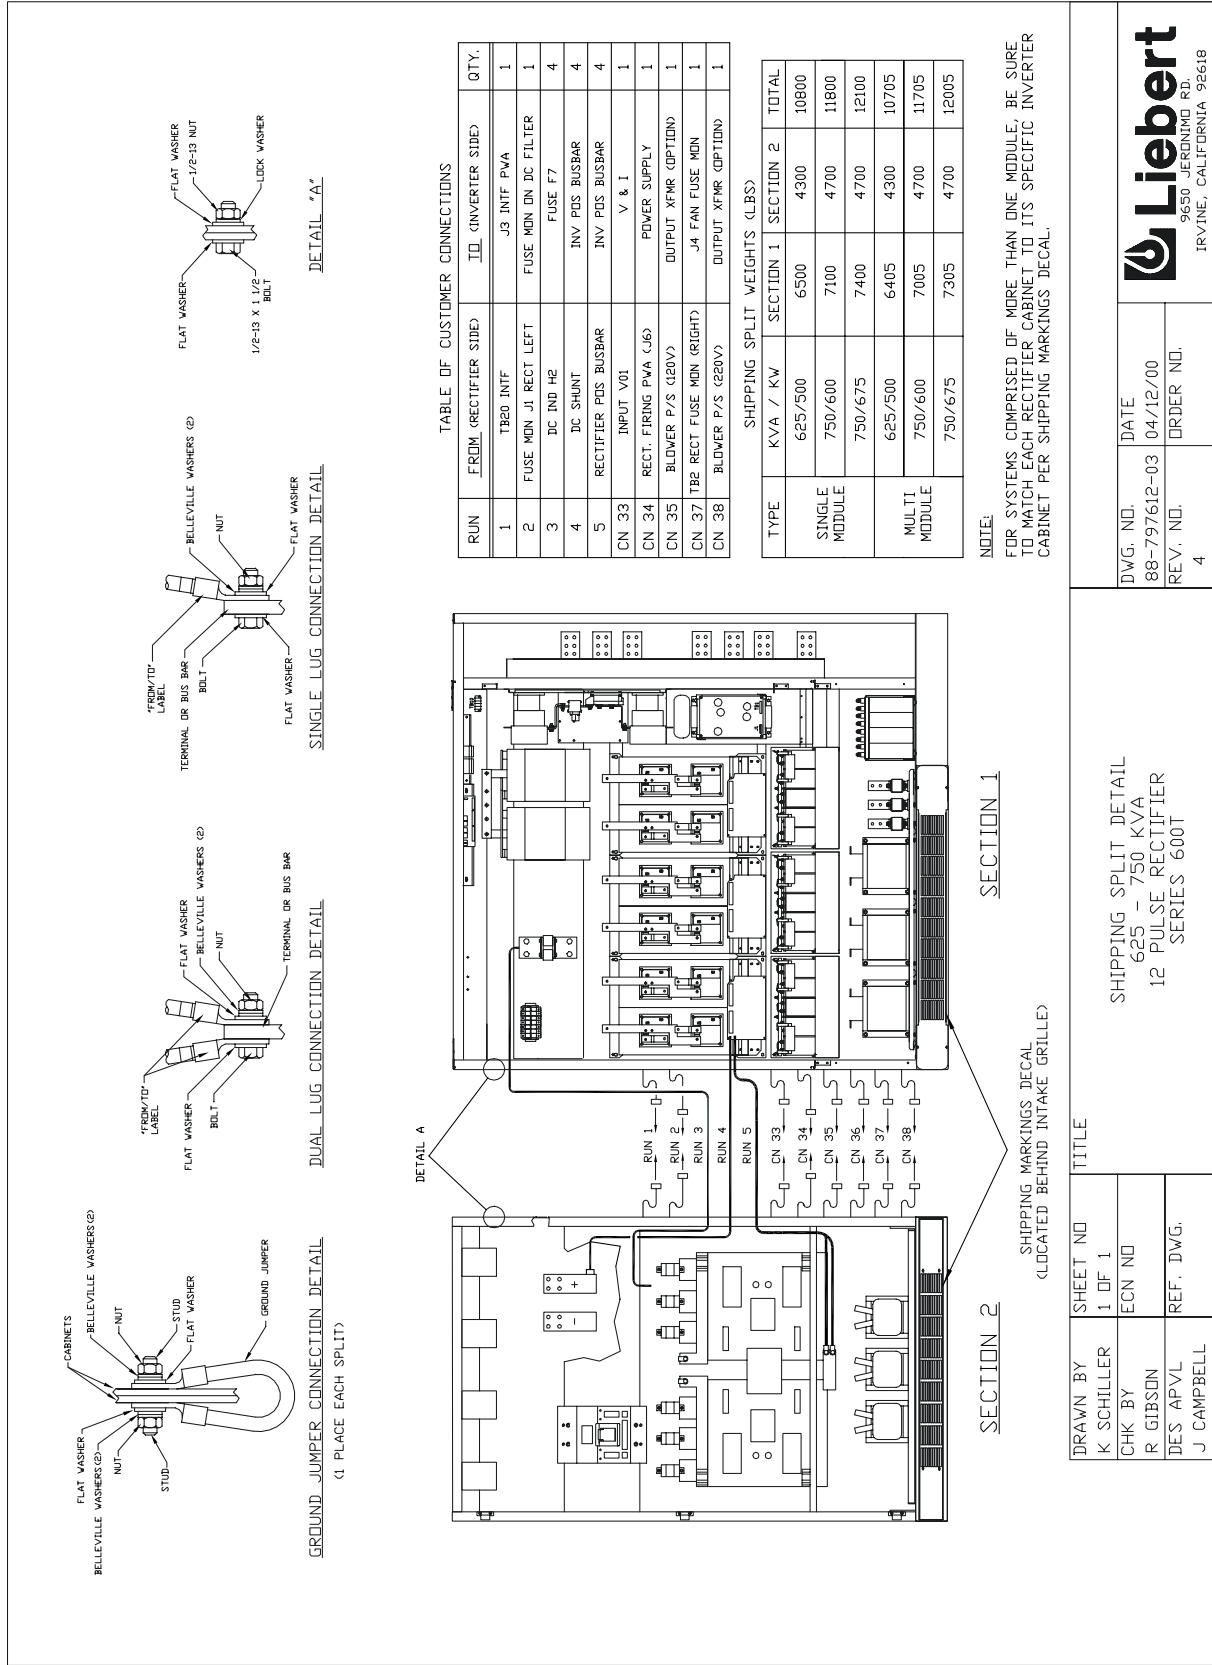 CABINETS
FLAT WASHER
BELLEVILLE WASHERS(2)
NUT
STUD
BELLEVILLE WASHERS(2)
NUT
STUD
FLAT WASHER
GROUND JUMPER
GROUND JUMPER CONNECTION DETAIL
(1 PLACE EACH SPLIT)
"FROM/TO"
LABEL
FLAT WASHER
BOLT
FLAT WASHER
BELLEVILLE WASHERS (2)
NUT
TERMINAL OR BUS BAR
DUAL LUG CONNECTION DETAIL
"FROM/TO"
LABEL
TERMINAL OR BUS BAR
BOLT
FLAT WASHER
BELLEVILLE WASHERS (2)
NUT
FLAT WASHER
SINGLE LUG CONNECTION DETAIL
FLAT WASHER
1/2-13 X 1 1/2
BOLT
FLAT WASHER
1/2-13 NUT
LOCK WASHER
DETAIL "A"
TABLE OF CUSTOMER CONNECTIONS
RUN FROM (RECTIFIER SIDE) TO (INVERTER SIDE) QTY.
1 TB20 INTF J3 INTF PWA 1
2 FUSE MON J1 RECT LEFT FUSE MON ON DC FILTER 1
3 DC IND H2 FUSE F7 4
4 DC SHUNT INV POS BUSBAR 4
5 RECTIFIER POS BUSBAR INV POS BUSBAR 4
CN 33 INPUT V01 V & I 1
CN 34 RECT. FIRING PWA (J6) POWER SUPPLY 1
CN 35 BLOWER P/S (120V) OUTPUT XFMR (OPTION) 1
CN 37 TB2 RECT FUSE MON (RIGHT) J4 FAN FUSE MON 1
CN 38 BLOWER P/S (220V) OUTPUT XFMR (OPTION) 1
SHIPPING SPLIT WEIGHTS (LBS)
TYPE KVA / KW SECTION 1 SECTION 2 TOTAL
SINGLE
MODULE
625/500 6500 4300 10800
750/600 7100 4700 11800
750/675 7400 4700 12100
MULTI
MODULE
625/500 6405 4300 10705
750/600 7005 4700 11705
750/675 7305 4700 12005
NOTE:
FOR SYSTEMS COMPRISED OF MORE THAN ONE MODULE, BE SURE
TO MATCH EACH RECTIFIER CABINET TO ITS SPECIFIC INVERTER
CABINET PER SHIPPING MARKINGS DECAL.
DETAIL A
+
-
RUN 1
RUN 2
RUN 3
RUN 4
RUN 5
CN 33
CN 34
CN 35
CN 36
CN 37
CN 38
SECTION 2
SECTION 1
SHIPPING MARKINGS DECAL
(LOCATED BEHIND INTAKE GRILLE)
DRAWN BY
K SCHILLER
CHK BY
R GIBSON
DES APVL
J CAMPBELL
SHEET NO
1 OF 1
ECN NO
REF. DWG.
TITLE
SHIPPING SPLIT DETAIL
625 - 750 KVA
12 PULSE RECTIFIER
SERIES 600T
DWG. NO.
88-797612-03
REV. NO.
4
DATE
04/12/00
ORDER NO.
Liebert
9650 JERONIMO RD.
IRVINE, CALIFORNIA 92618